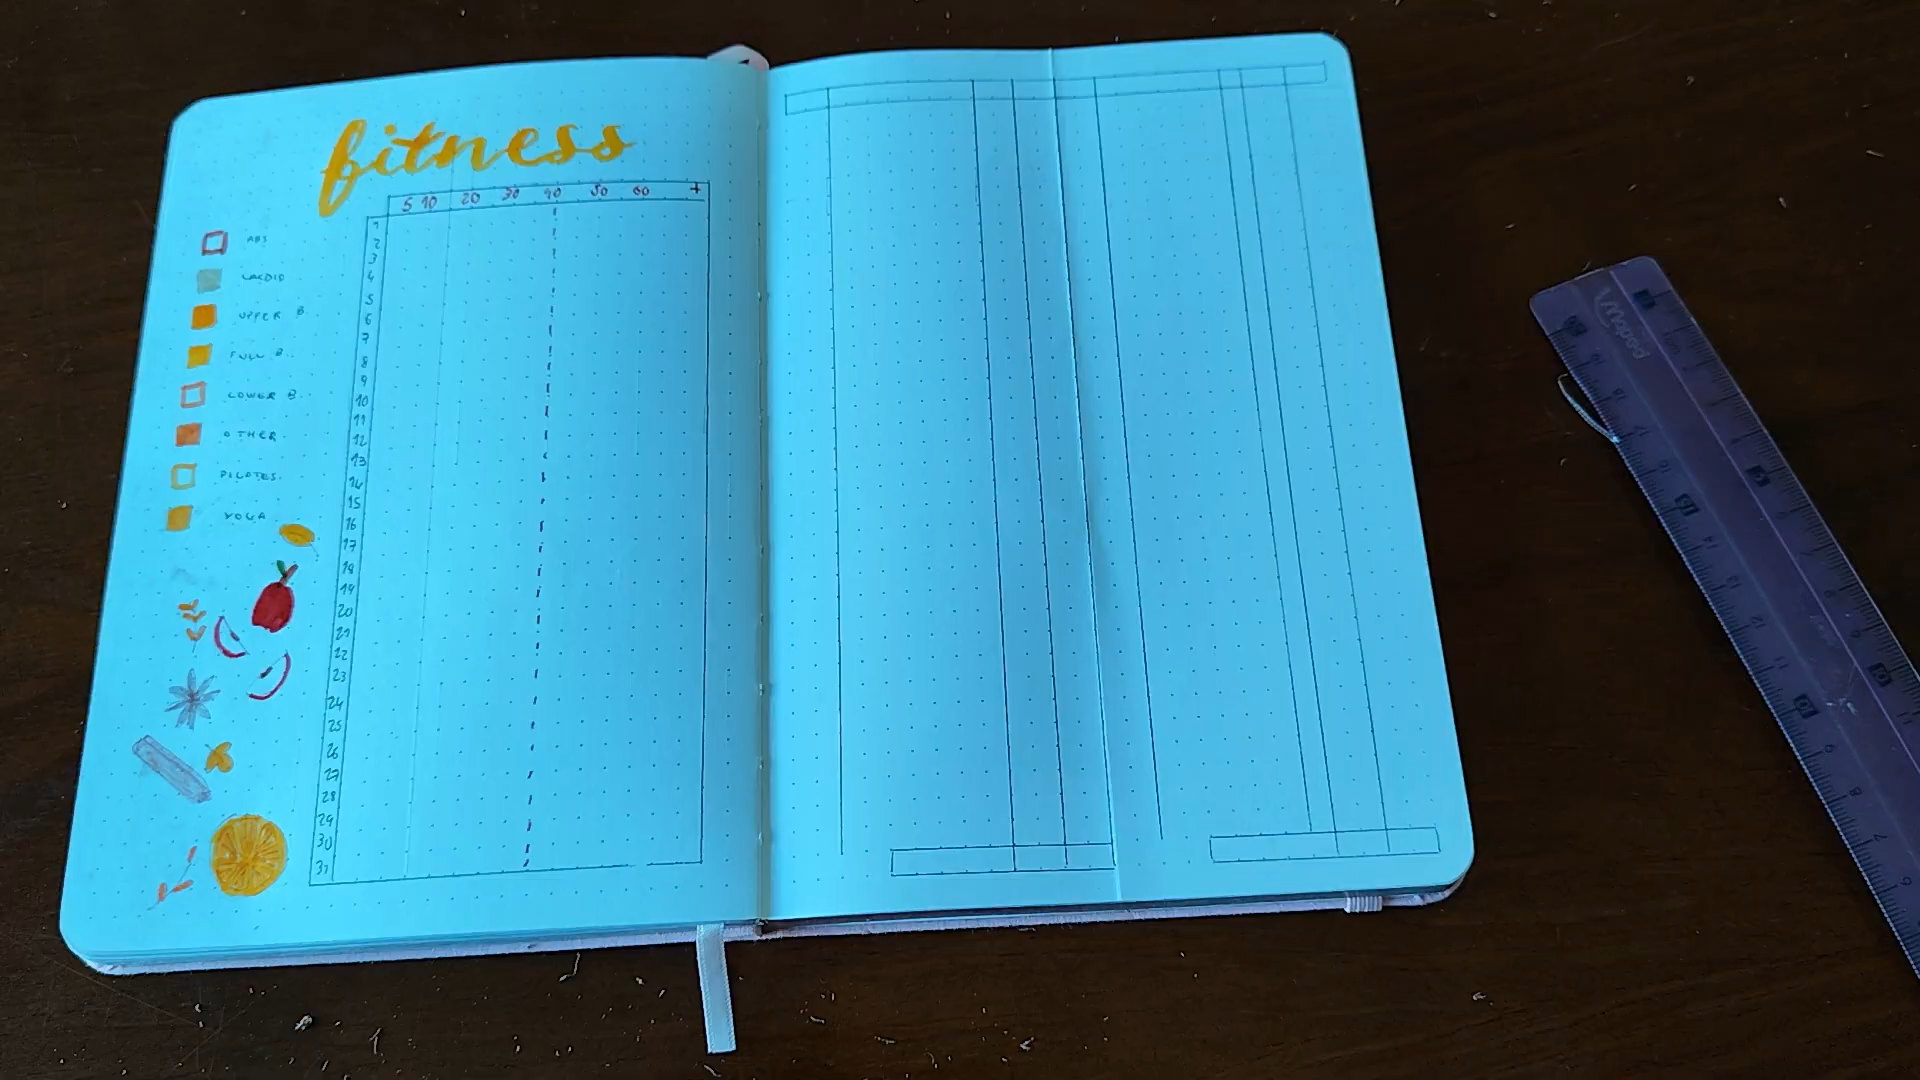 fitness
5 10 20 30 40 50 60 +
ABS
CARDIO
UPPER B.
FULL B.
LOWER B.
OTHER
PILATES
YOGA
1
2
3
4
5
6
7
8
9
10
11
12
13
14
15
16
17
18
19
20
21
22
23
24
25
26
27
28
29
30
31
Maped